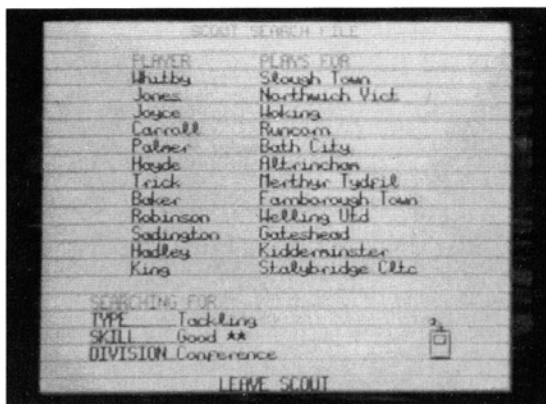 SCOUT SEARCH FILE
PLAYER PLAYS FOR
Whitby Slough Town
Jones Northwich Vict
Joyce Woking
Carroll Runcorn
Palmer Bath City
Hayde Altrincham
Trick Merthyr Tydfil
Baker Farnborough Town
Robinson Welling Utd
Sadington Gateshead
Hadley Kidderminster
King Stalybridge Cltc
SEARCHING FOR
TYPE Tackling
SKILL Good **
DIVISION Conference
LEAVE SCOUT